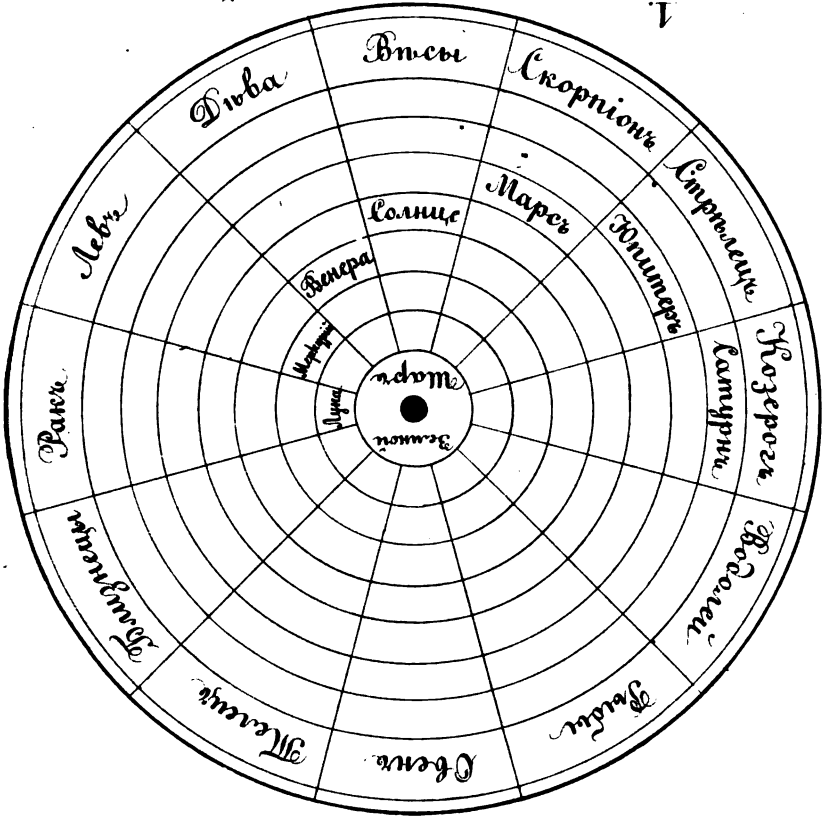 1.
Вѣсы
Скорпіонъ
Стрѣлецъ
Козерогъ
Водолей
Рыбы
Овенъ
Телецъ
Близнецы
Ракъ
Левъ
Дѣва
Сатурнъ
Юпитеръ
Марсъ
Солнце
Венера
Меркурій
Луна
Земной
Шаръ